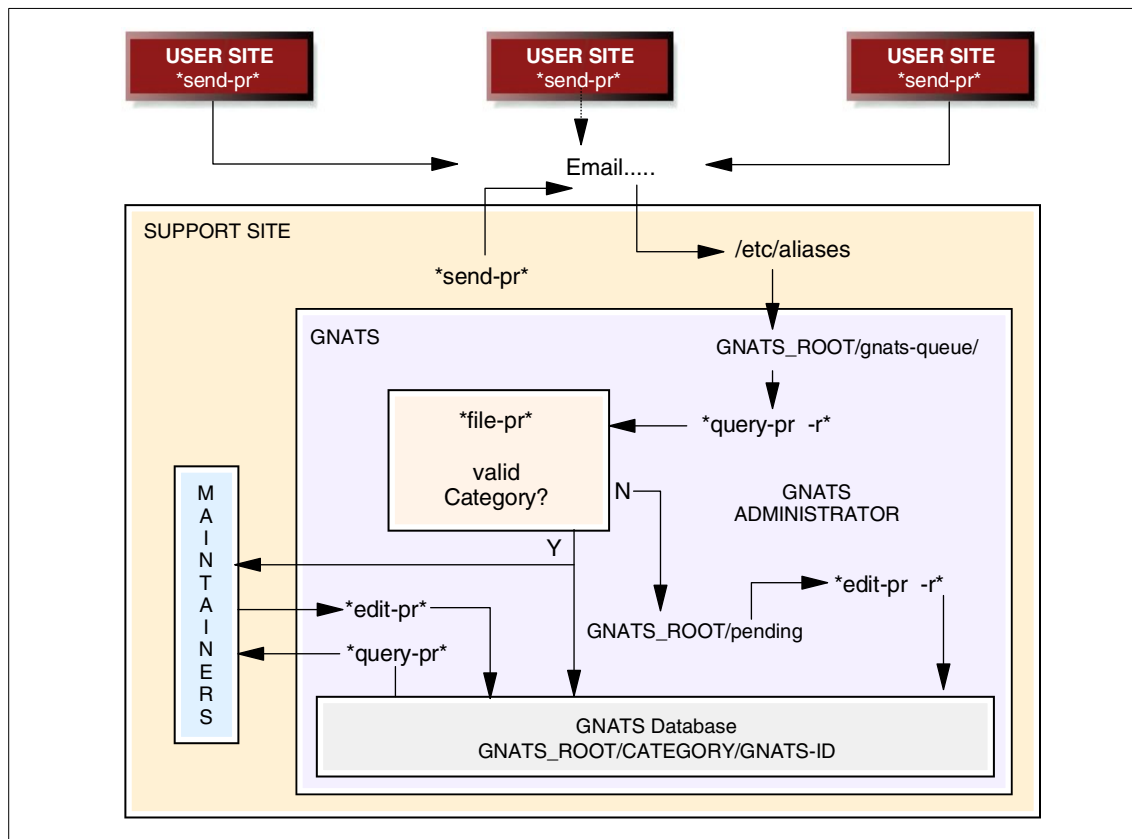 USER SITE
*send-pr*
USER SITE
*send-pr*
USER SITE
*send-pr*
Email.....
SUPPORT SITE
*send-pr*
/etc/aliases
GNATS
GNATS_ROOT/gnats-queue/
*query-pr -r*
*file-pr*
valid
Category?
N
Y
GNATS
ADMINISTRATOR
MAINTAINERS
*edit-pr*
*query-pr*
GNATS_ROOT/pending
*edit-pr -r*
GNATS Database
GNATS_ROOT/CATEGORY/GNATS-ID